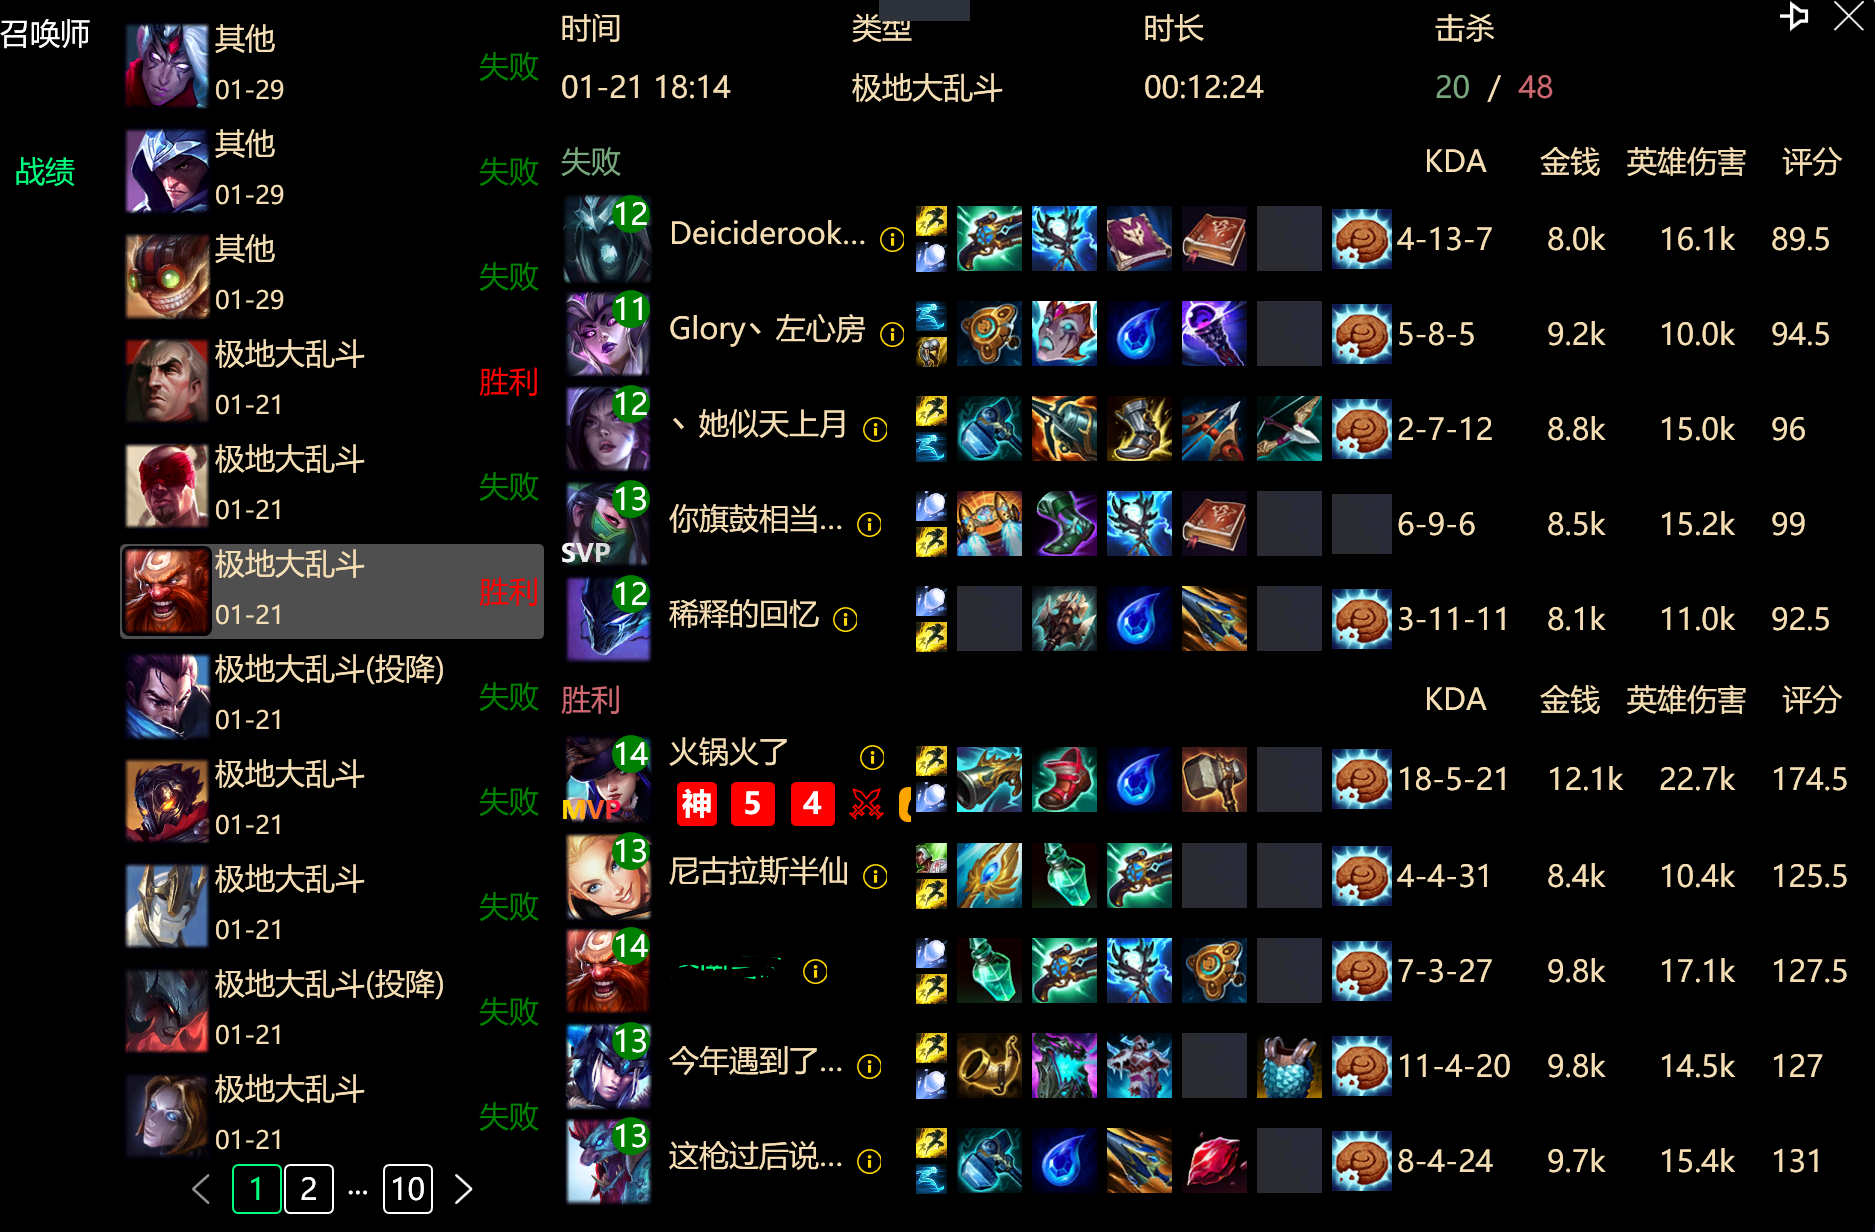 召唤师
战绩
其他
01-29
失败
其他
01-29
失败
其他
01-29
失败
极地大乱斗
01-21
胜利
极地大乱斗
01-21
失败
极地大乱斗
01-21
胜利
极地大乱斗(投降)
01-21
失败
极地大乱斗
01-21
失败
极地大乱斗
01-21
失败
极地大乱斗(投降)
01-21
失败
极地大乱斗
01-21
失败
1 2 ... 10
时间 类型 时长 击杀
01-21 18:14 极地大乱斗 00:12:24 20 / 48
失败 KDA 金钱 英雄伤害 评分
12 Deiciderook... 4-13-7 8.0k 16.1k 89.5
11 Glory丶左心房 5-8-5 9.2k 10.0k 94.5
12 丶她似天上月 2-7-12 8.8k 15.0k 96
13 SVP 你旗鼓相当... 6-9-6 8.5k 15.2k 99
12 稀释的回忆 3-11-11 8.1k 11.0k 92.5
胜利 KDA 金钱 英雄伤害 评分
14 MVP 火锅火了 18-5-21 12.1k 22.7k 174.5
神 5 4
13 尼古拉斯半仙 4-4-31 8.4k 10.4k 125.5
14 7-3-27 9.8k 17.1k 127.5
13 今年遇到了... 11-4-20 9.8k 14.5k 127
13 这枪过后说... 8-4-24 9.7k 15.4k 131